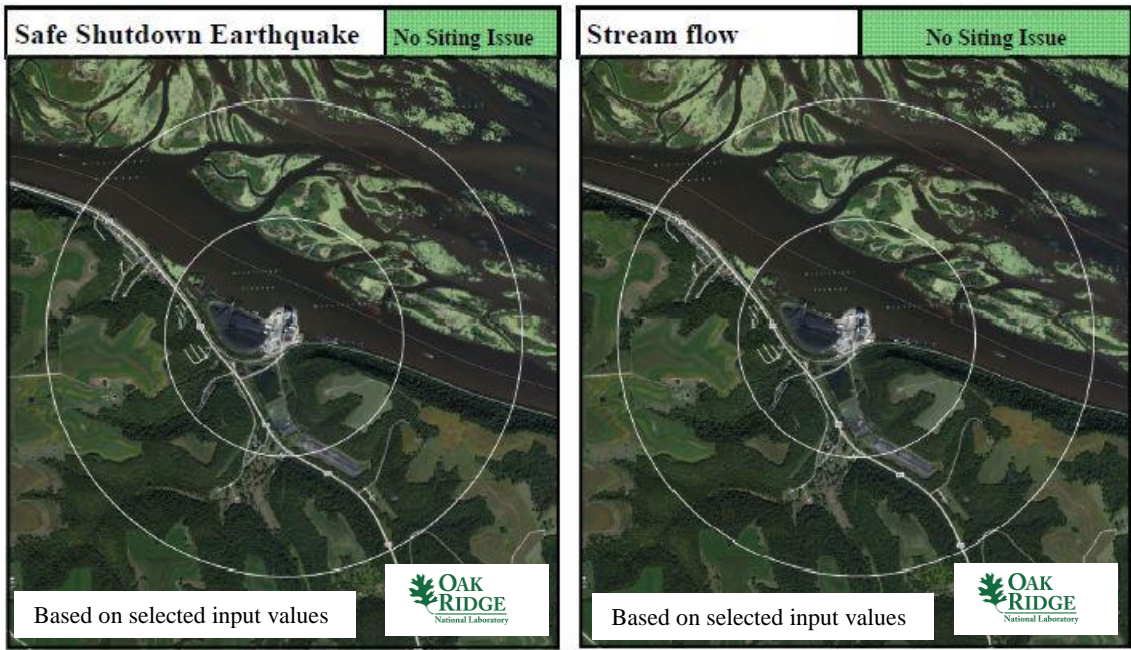 Safe Shutdown Earthquake
No Siting Issue
Based on selected input values
OAK
RIDGE
National Laboratory
Stream flow
No Siting Issue
Based on selected input values
OAK
RIDGE
National Laboratory